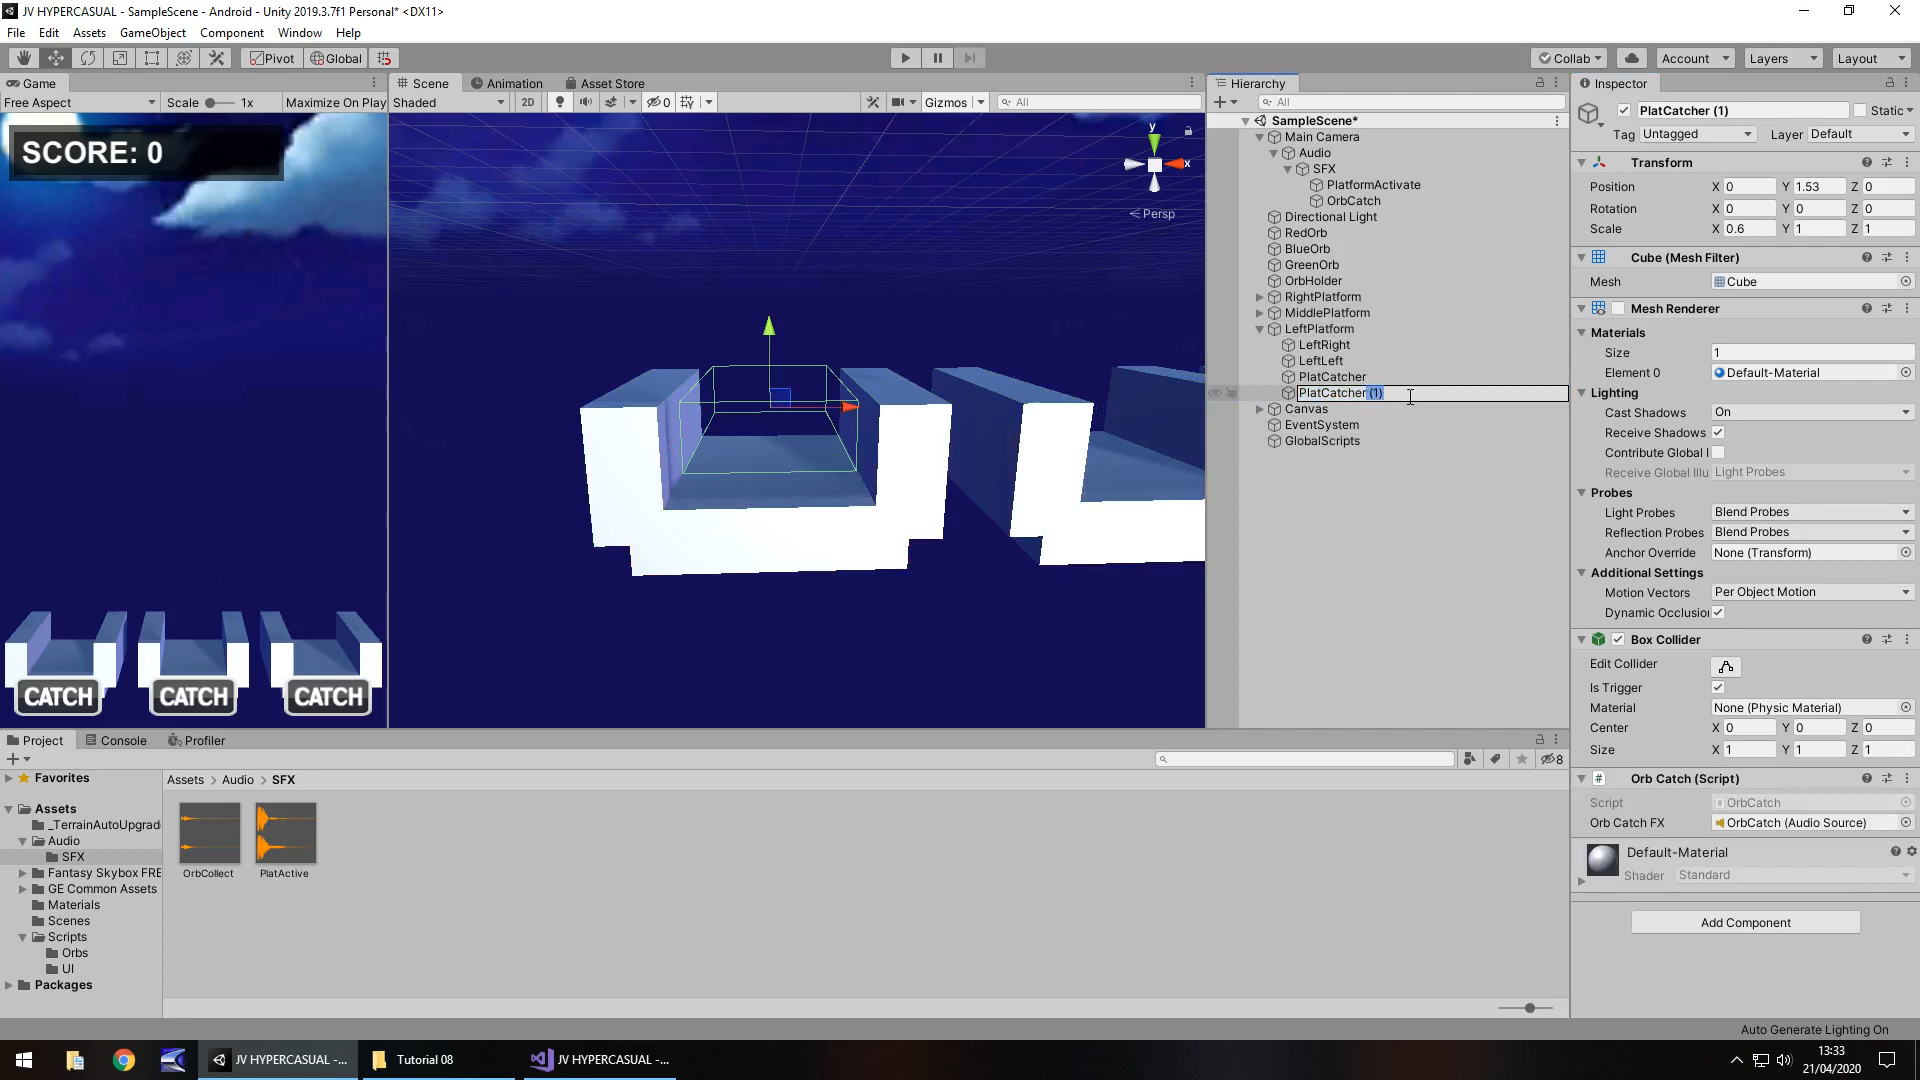 JV HYPERCASUAL - SampleScene - Android - Unity 2019.3.7f1 Personal* <DX11>
File Edit Assets GameObject Component Window Help
Pivot Global Collab Account Layers Layout
Game
Free Aspect Scale 1x Maximize On Play
SCORE: 0
CATCH CATCH CATCH
Scene Animation Asset Store
Shaded 2D 0 Gizmos All
y
x
Persp
Hierarchy
All
SampleScene*
Main Camera
Audio
SFX
PlatformActivate
OrbCatch
Directional Light
RedOrb
BlueOrb
GreenOrb
OrbHolder
RightPlatform
MiddlePlatform
LeftPlatform
LeftRight
LeftLeft
PlatCatcher
PlatCatcher (1)
Canvas
EventSystem
GlobalScripts
Inspector
PlatCatcher (1) Static
Tag Untagged Layer Default
Transform
Position X 0 Y 1.53 Z 0
Rotation X 0 Y 0 Z 0
Scale X 0.6 Y 1 Z 1
Cube (Mesh Filter)
Mesh Cube
Mesh Renderer
Materials
Size 1
Element 0 Default-Material
Lighting
Cast Shadows On
Receive Shadows
Contribute Global I
Receive Global Illu Light Probes
Probes
Light Probes Blend Probes
Reflection Probes Blend Probes
Anchor Override None (Transform)
Additional Settings
Motion Vectors Per Object Motion
Dynamic Occlusion
Box Collider
Edit Collider
Is Trigger
Material None (Physic Material)
Center X 0 Y 0 Z 0
Size X 1 Y 1 Z 1
Orb Catch (Script)
Script OrbCatch
Orb Catch FX OrbCatch (Audio Source)
Default-Material
Shader Standard
Add Component
Project Console Profiler
8
Favorites
Assets
_TerrainAutoUpgrad
Audio
SFX
Fantasy Skybox FRE
GE Common Assets
Materials
Scenes
Scripts
Orbs
UI
Packages
Assets > Audio > SFX
OrbCollect PlatActive
Auto Generate Lighting On
JV HYPERCASUAL -... Tutorial 08 JV HYPERCASUAL -...
13:33
21/04/2020